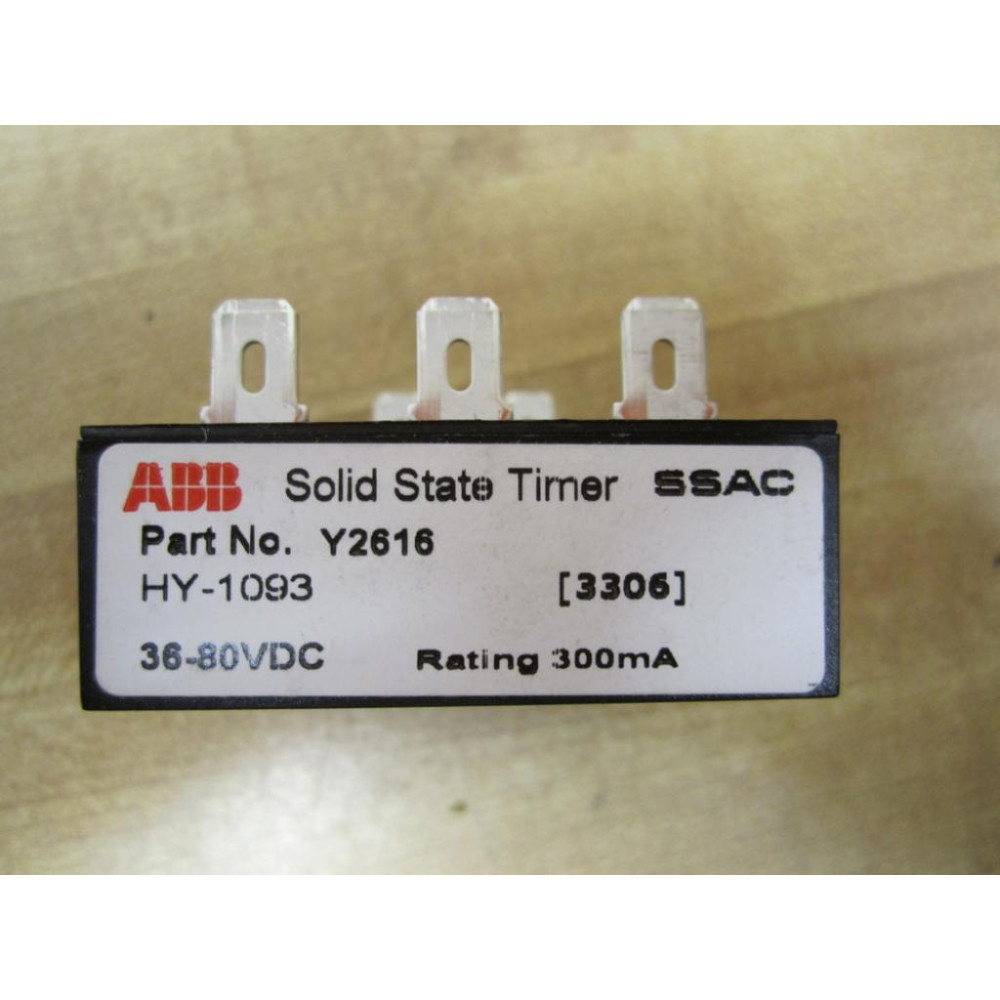 ABB Solid State Timer SSAC
Part No. Y2616
HY-1093 [3306]
36-80VDC Rating 300mA